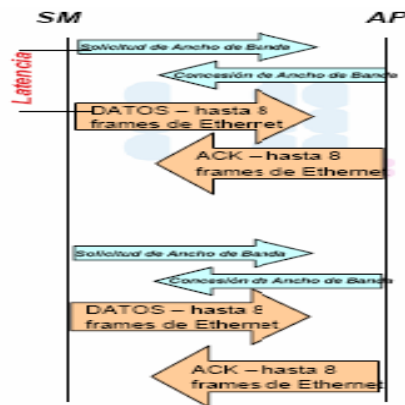 SM
AP
Solicitud de Ancho de Banda
Concesión de Ancho de Banda
Latencia
DATOS – hasta 8
frames de Ethernet
ACK – hasta 8
frames de Ethernet
Solicitud de Ancho de Banda
Concesión de Ancho de Banda
DATOS – hasta 8
frames de Ethernet
ACK – hasta 8
frames de Ethernet